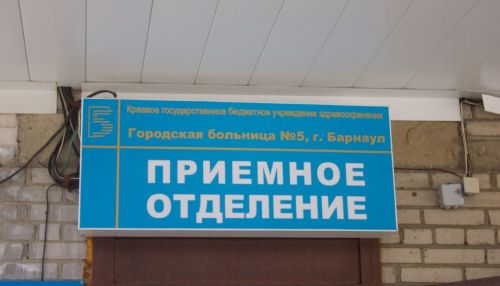 Краевое государственное бюджетное учреждение здравоохранения
Городская больница №5, г. Барнаул
ПРИЕМНОЕ
ОТДЕЛЕНИЕ